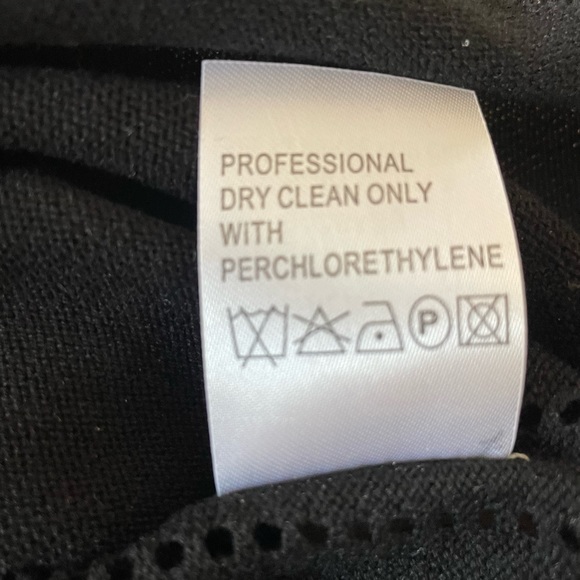 PROFESSIONAL
DRY CLEAN ONLY
WITH
PERCHLORETHYLENE
P